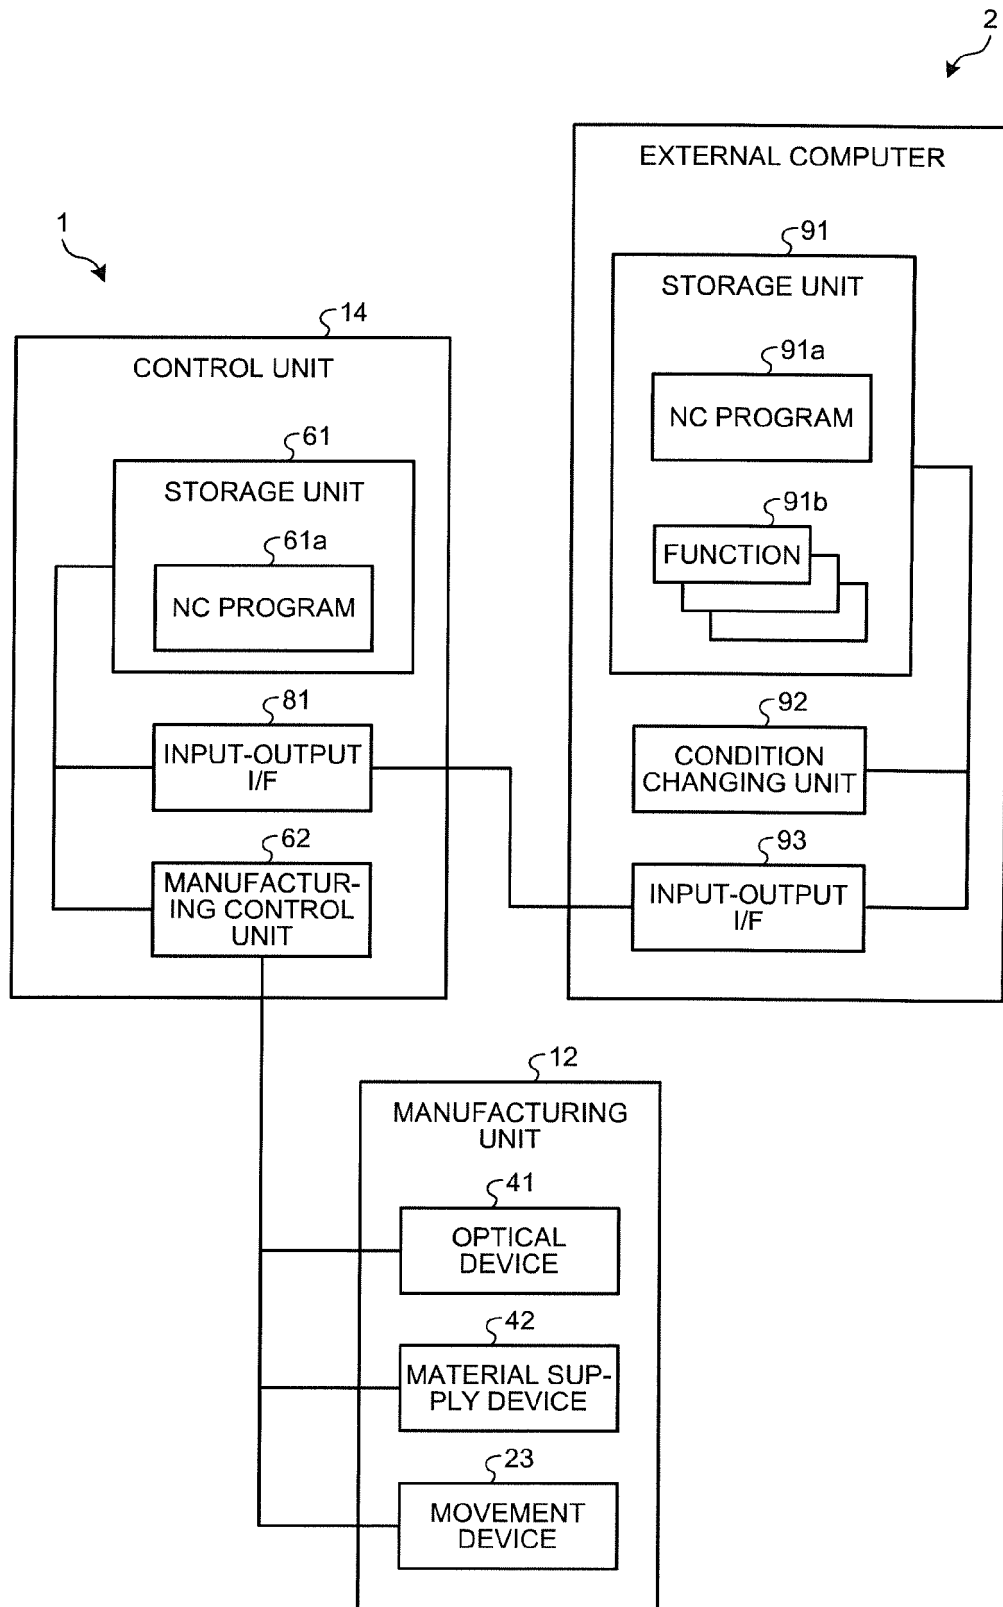 2
EXTERNAL COMPUTER
91
STORAGE UNIT
91a
NC PROGRAM
91b
FUNCTION
92
CONDITION
CHANGING UNIT
93
INPUT-OUTPUT
I/F
1
14
CONTROL UNIT
61
STORAGE UNIT
61a
NC PROGRAM
81
INPUT-OUTPUT
I/F
62
MANUFACTUR-
ING CONTROL
UNIT
12
MANUFACTURING
UNIT
41
OPTICAL
DEVICE
42
MATERIAL SUP-
PLY DEVICE
23
MOVEMENT
DEVICE